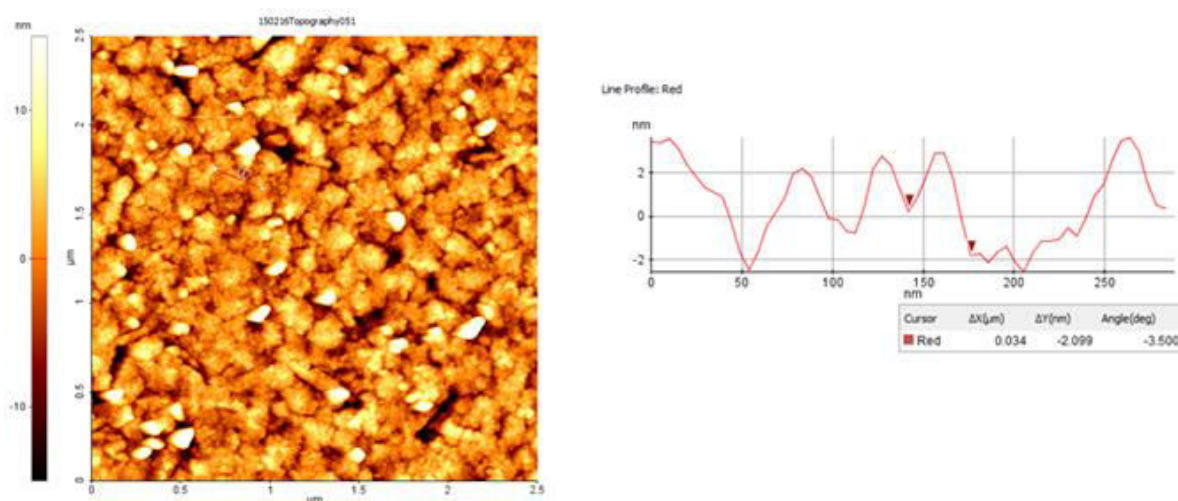 nm
10
0
-10
150216Topography051
2.5
2
1.5
1
0.5
0
µm
0
0.5
1
1.5
2
2.5
µm
Line Profile: Red
nm
2
0
-2
0
50
100
150
200
250
nm
Cursor ΔX(µm) ΔY(nm) Angle(deg)
Red 0.034 -2.099 -3.500